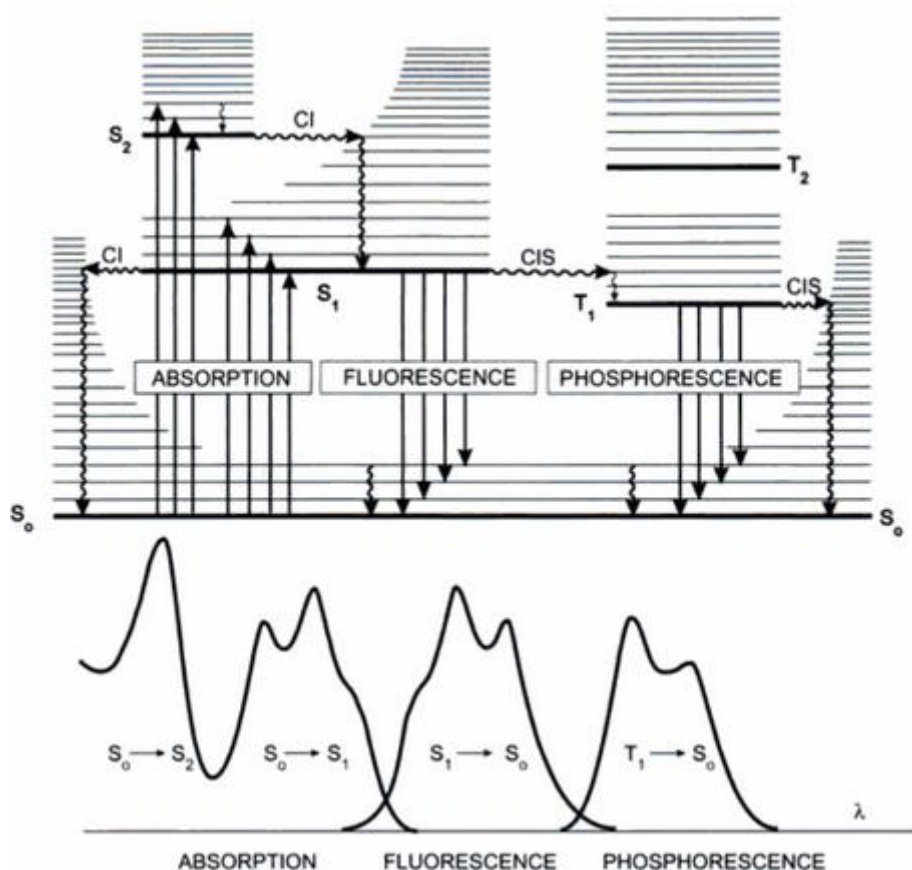 CI
S₂
T₂
CI
CIS
S₁
T₁
CIS
ABSORPTION
FLUORESCENCE
PHOSPHORESCENCE
Sₒ
Sₒ
Sₒ → S₂
Sₒ → S₁
S₁ → Sₒ
T₁ → Sₒ
λ
ABSORPTION
FLUORESCENCE
PHOSPHORESCENCE